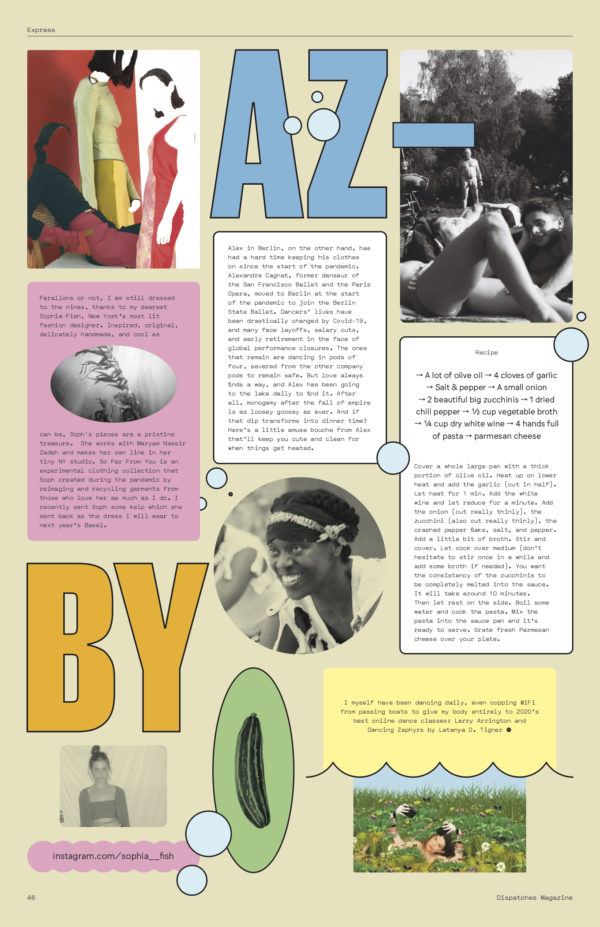 Express
AZ-
Farallons or not, I am still dressed
to the nines, thanks to my dearest
Sophia Fish, New York's most lit
fashion designer. Inspired, original,
delicately handmade, and cool as
can be, Soph's pieces are a pristine
treasure. She works with Maryam Nassir
Zadeh and makes her own line in her
tiny NY studio. So Far From You is an
experimental clothing collection that
Soph created during the pandemic by
reimaging and recycling garments from
those who love her as much as I do. I
recently sent Soph some kelp which she
sent back as the dress I will wear to
next year's Basel.
Alex in Berlin, on the other hand, has
had a hard time keeping his clothes
on since the start of the pandemic.
Alexandre Cagnat, former danseur of
the San Francisco Ballet and the Paris
Opera, moved to Berlin at the start
of the pandemic to join the Berlin
State Ballet. Dancers' lives have
been drastically changed by Covid-19,
and many face layoffs, salary cuts,
and early retirement in the face of
global performance closures. The ones
that remain are dancing in pods of
four, severed from the other company
pods to remain safe. But love always
finds a way, and Alex has been going
to the lake daily to find it. After
all, monogamy after the fall of empire
is as loosey goosey as ever. And if
that dip transforms into dinner time?
Here's a little amuse bouche from Alex
that'll keep you cute and clean for
when things get heated.
Recipe
→ A lot of olive oil → 4 cloves of garlic
→ Salt & pepper → A small onion
→ 2 beautiful big zucchinis → 1 dried
chili pepper → ½ cup vegetable broth
→ ¼ cup dry white wine → 4 hands full
of pasta → parmesan cheese
Cover a whole large pan with a thick
portion of olive oil. Heat up on lower
heat and add the garlic (cut in half).
Let heat for 1 min. Add the white
wine and let reduce for a minute. Add
the onion (cut really thinly), the
zucchini (also cut really thinly), the
crashed pepper flake, salt, and pepper.
Add a little bit of broth. Stir and
cover. Let cook over medium (don't
hesitate to stir once in a while and
add some broth if needed). You want
the consistency of the zucchinis to
be completely melted into the sauce.
It will take around 10 minutes.
Then let rest on the side. Boil some
water and cook the pasta. Mix the
pasta into the sauce pan and it's
ready to serve. Grate fresh Parmesan
cheese over your plate.
BY
I myself have been dancing daily, even copping WiFi
from passing boats to give my body entirely to 2020's
best online dance classes: Larry Arrington and
Dancing Zephyrs by Latanya D. Tigner
instagram.com/sophia__fish
46
Dispatches Magazine